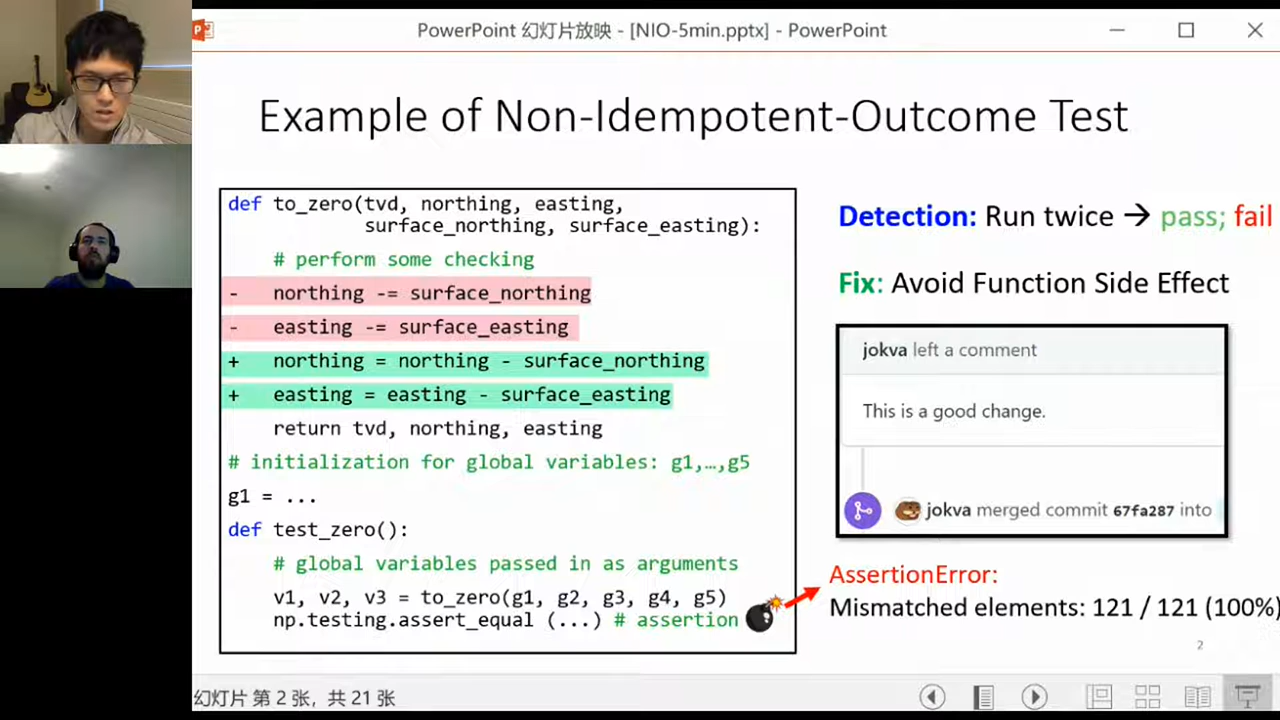 PowerPoint 幻灯片放映 - [NIO-5min.pptx] - PowerPoint
Example of Non-Idempotent-Outcome Test
def to_zero(tvd, northing, easting,
surface_northing, surface_easting):
# perform some checking
- northing -= surface_northing
- easting -= surface_easting
+ northing = northing - surface_northing
+ easting = easting - surface_easting
return tvd, northing, easting
# initialization for global variables: g1,…,g5
g1 = ...
def test_zero():
# global variables passed in as arguments
v1, v2, v3 = to_zero(g1, g2, g3, g4, g5)
np.testing.assert_equal (...) # assertion
Detection: Run twice → pass; fail
Fix: Avoid Function Side Effect
jokva left a comment
This is a good change.
jokva merged commit 67fa287 into
AssertionError:
Mismatched elements: 121 / 121 (100%)
2
幻灯片 第 2 张，共 21 张